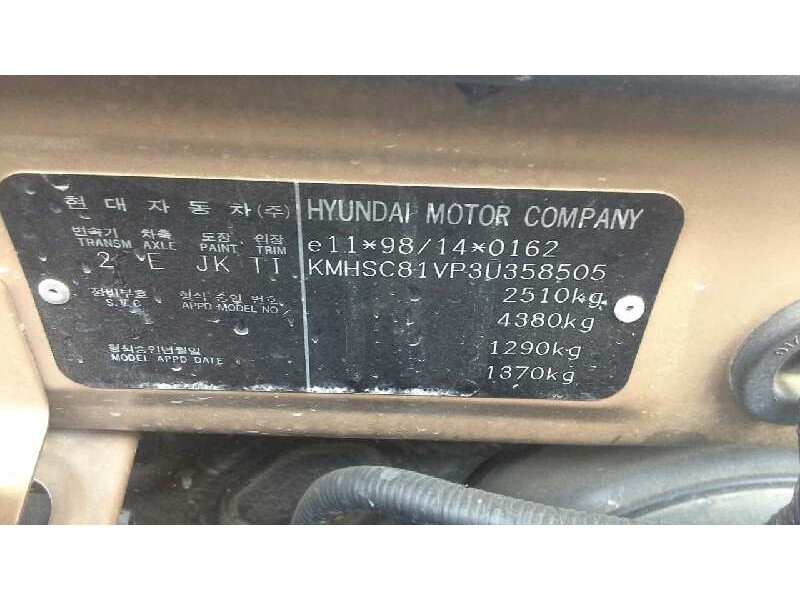 현대자동차(주)
변속기 차축 도장 인장
TRANSM AXLE PAINT TRIM
2 E JK TT
장비부호 형식 승인 번호
S.V.C APPD MODEL NO
형식승인년월일
MODEL APPD DATE
HYUNDAI MOTOR COMPANY
e11*98/14*0162
KMHSC81VP3U358505
2510kg
4380kg
1290kg
1370kg